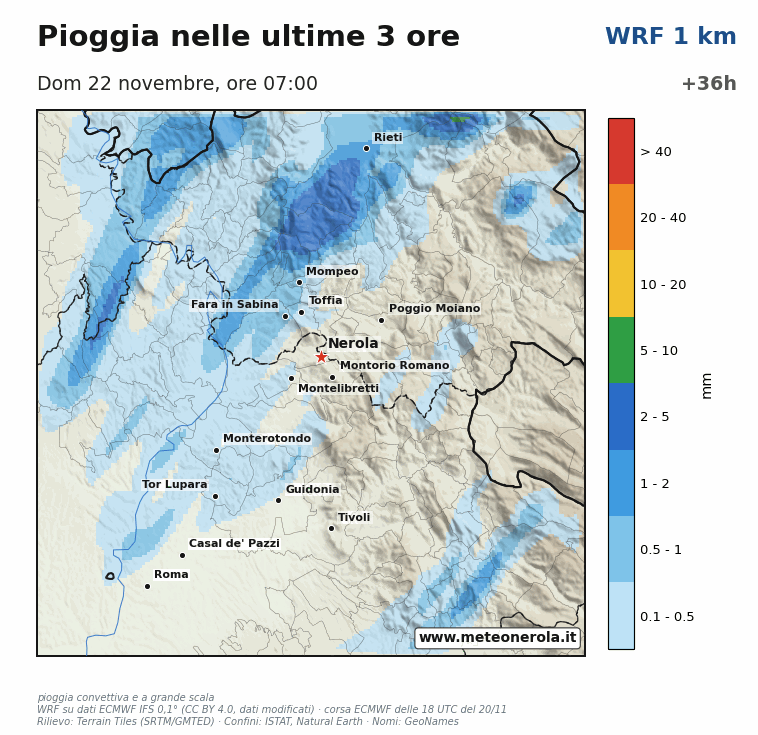 Pioggia nelle ultime 3 ore
WRF 1 km
Dom 22 novembre, ore 07:00
+36h
Rieti
Mompeo
Fara in Sabina
Toffia
Poggio Moiano
Nerola
Montorio Romano
Montelibretti
Monterotondo
Tor Lupara
Guidonia
Tivoli
Casal de' Pazzi
Roma
www.meteonerola.it
> 40
20 - 40
10 - 20
5 - 10
2 - 5
1 - 2
0.5 - 1
0.1 - 0.5
mm
pioggia convettiva e a grande scala
WRF su dati ECMWF IFS 0,1° (CC BY 4.0, dati modificati) · corsa ECMWF delle 18 UTC del 20/11
Rilievo: Terrain Tiles (SRTM/GMTED) · Confini: ISTAT, Natural Earth · Nomi: GeoNames